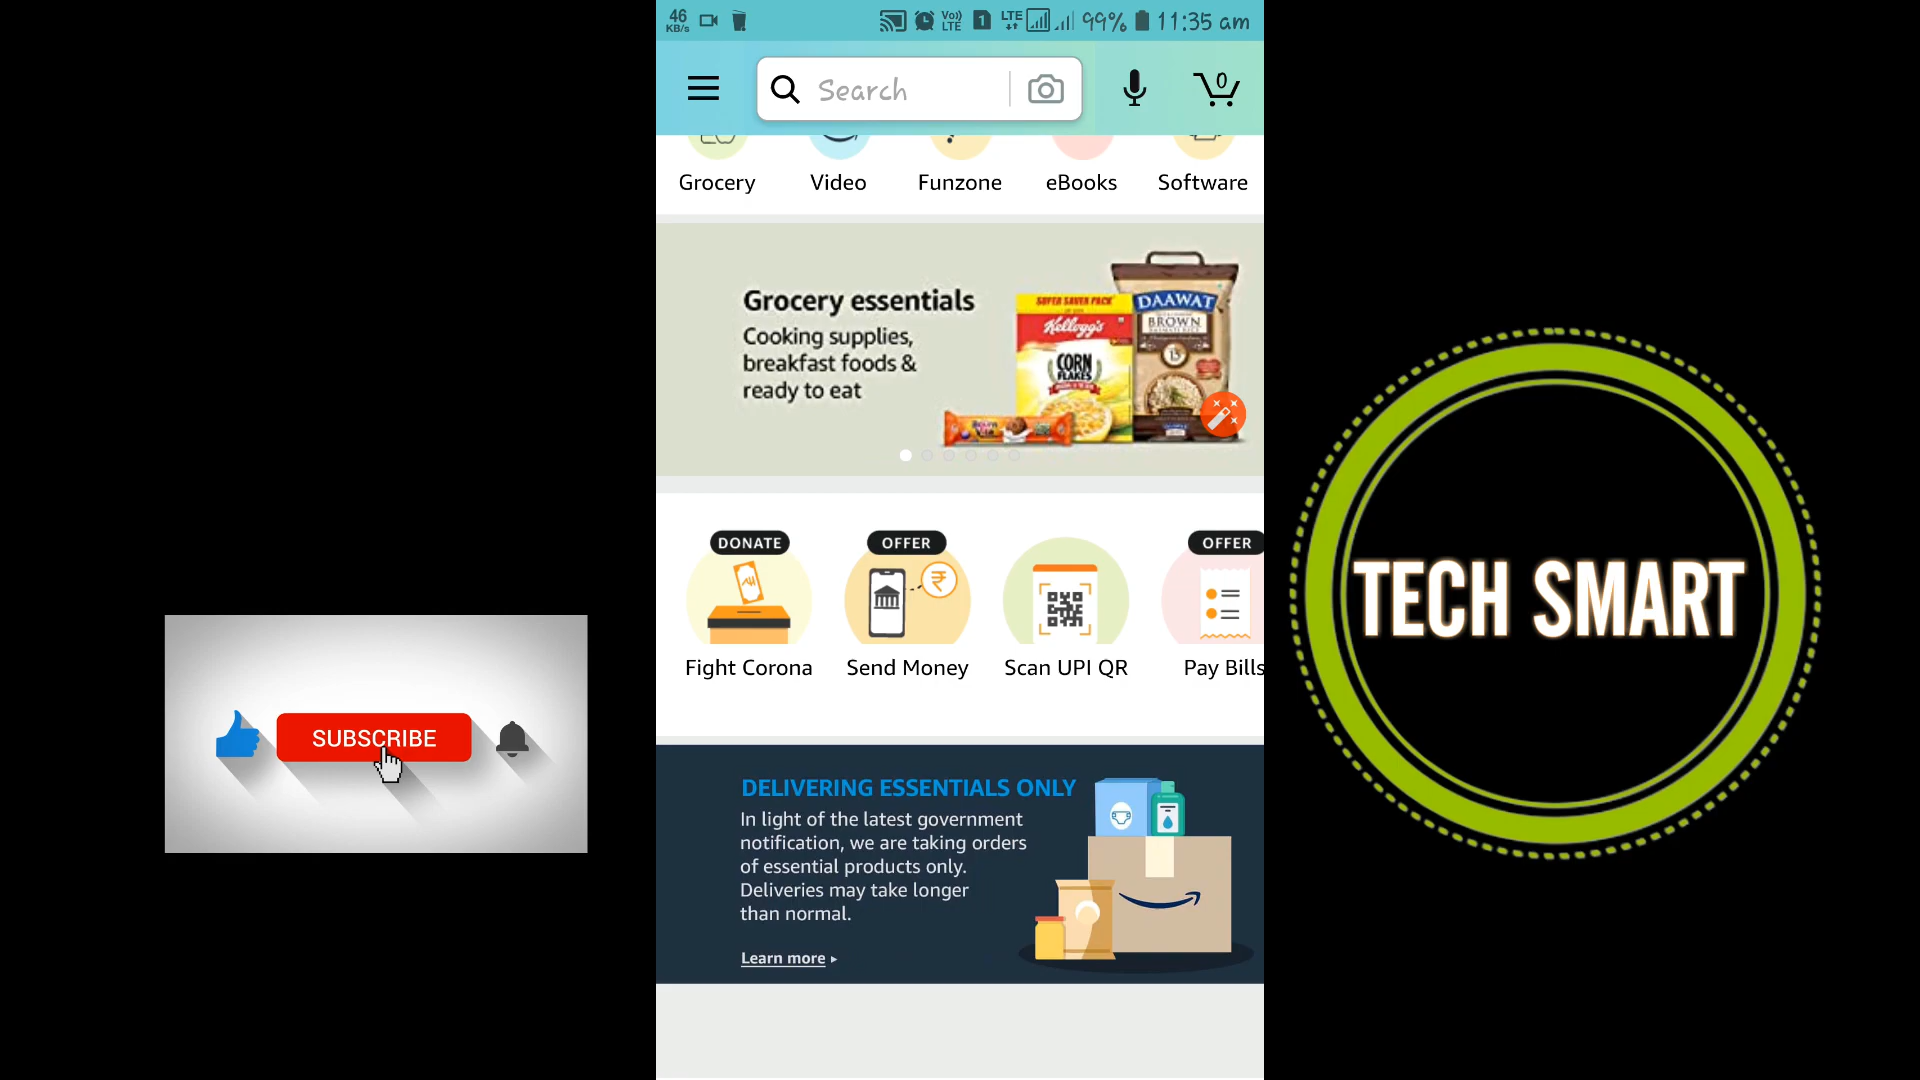 46
KB/s
Vo))
LTE
1
LTE
99%
11:35 am
Search
0
Grocery
Video
Funzone
eBooks
Software
Grocery essentials
Cooking supplies,
breakfast foods &
ready to eat
SUPER SAVER PACK
Kellogg's
CORN
FLAKES
DAAWAT
BROWN
DONATE
OFFER
OFFER
Fight Corona
Send Money
Scan UPI QR
Pay Bills
DELIVERING ESSENTIALS ONLY
In light of the latest government
notification, we are taking orders
of essential products only.
Deliveries may take longer
than normal.
Learn more
SUBSCRIBE
TECH SMART